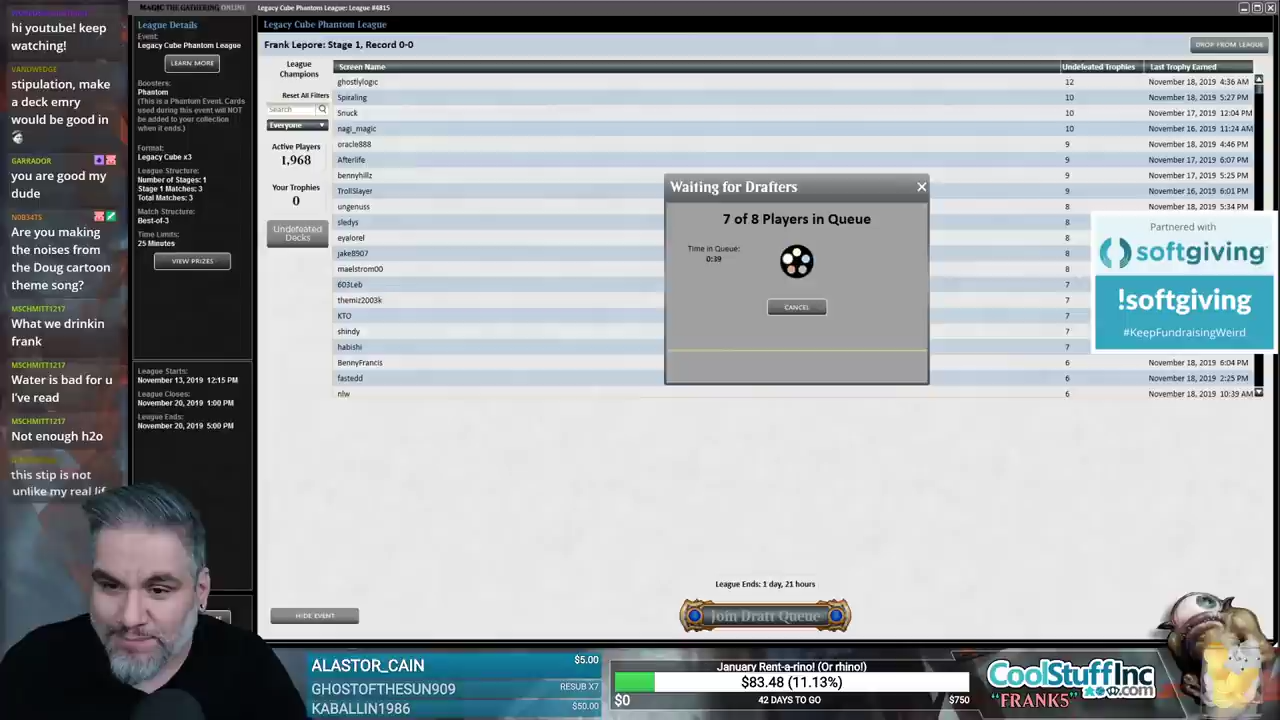 MAGIC THE GATHERING ONLINE
Legacy Cube Phantom League: League #4815
hi youtube! keep
watching!
VANDWEDGE
stipulation, make
a deck emry
would be good in
GARRADOR
you are good my
dude
N0B34TS
Are you making
the noises from
the Doug cartoon
theme song?
MSCHMITT1217
What we drinkin
frank
MSCHMITT1217
Water is bad for u
I've read
MSCHMITT1217
Not enough h2o
this stip is not
unlike my real life
League Details
Event:
Legacy Cube Phantom League
LEARN MORE
Boosters:
Phantom
(This is a Phantom Event. Cards
used during this event will NOT
be added to your collection
when it ends.)
Format:
Legacy Cube x3
League Structure:
Number of Stages: 1
Stage 1 Matches: 3
Total Matches: 3
Match Structure:
Best-of-3
Time Limits:
25 Minutes
VIEW PRIZES
League Starts:
November 13, 2019 12:15 PM
League Closes:
November 20, 2019 1:00 PM
League Ends:
November 20, 2019 5:00 PM
Legacy Cube Phantom League
Frank Lepore: Stage 1, Record 0-0
DROP FROM LEAGUE
League
Champions
Reset All Filters
Search
Everyone
Active Players
1,968
Your Trophies
0
Undefeated
Decks
Screen Name Undefeated Trophies Last Trophy Earned
ghostlylogic 12 November 18, 2019 4:36 AM
Spiraling 10 November 18, 2019 5:27 PM
Snuck 10 November 17, 2019 12:04 PM
nagi_magic 10 November 16, 2019 11:24 AM
oracle888 9 November 18, 2019 4:46 PM
Afterlife 9 November 17, 2019 6:07 PM
bennyhillz 9 November 17, 2019 5:25 PM
TrollSlayer 9 November 16, 2019 6:01 PM
ungenuss 8 November 18, 2019 5:34 PM
sledys 8
eyalorel 8
jake8907 8
maelstrom00 8
603Leb 7
themiz2003k 7
KTO 7
shindy 7
habishi 7
BennyFrancis 6 November 18, 2019 6:04 PM
fastedd 6 November 18, 2019 2:25 PM
nlw 6 November 18, 2019 10:39 AM
Waiting for Drafters
7 of 8 Players in Queue
Time in Queue:
0:39
CANCEL
Partnered with
softgiving
!softgiving
#KeepFundraisingWeird
League Ends: 1 day, 21 hours
HIDE EVENT
Join Draft Queue
ALASTOR_CAIN $5.00
GHOSTOFTHESUN909 RESUB X7
KABALLIN1986 $50.00
January Rent-a-rino! (Or rhino!)
$83.48 (11.13%)
$0 42 DAYS TO GO $750
CoolStuffInc
.com
"FRANK5"